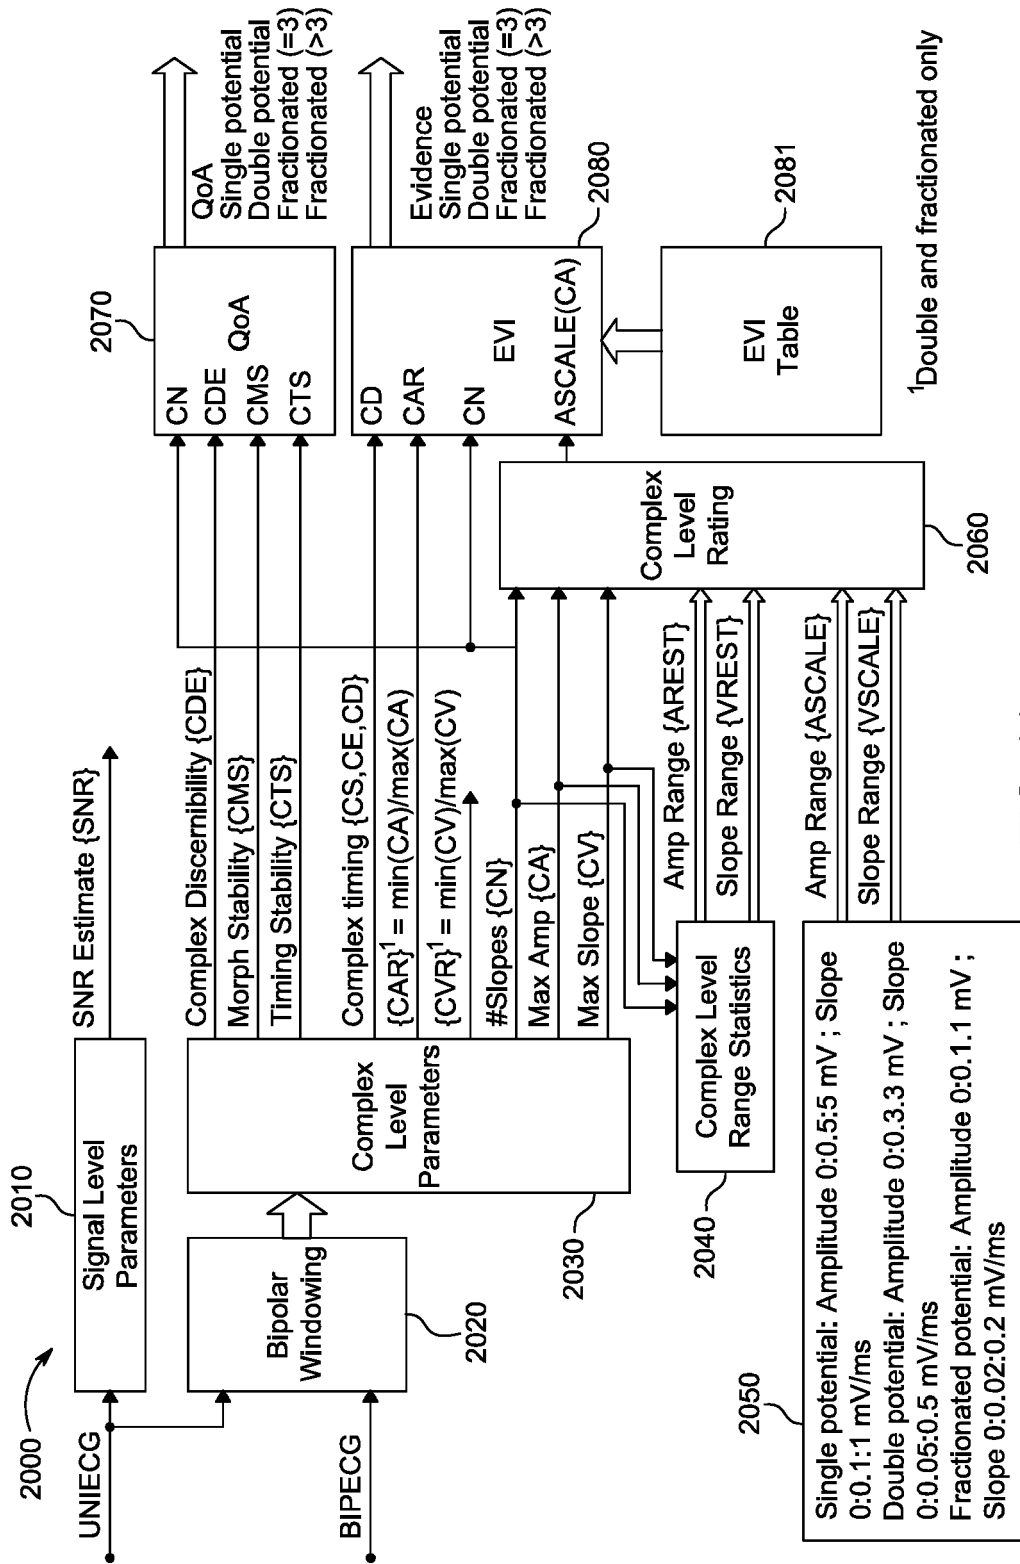 2000
UNIECG
BIPECG
2010
Signal Level
Parameters
SNR Estimate {SNR}
Bipolar
Windowing
2020
Complex
Level
Parameters
2030
Complex Discernibility {CDE}
Morph Stability {CMS}
Timing Stability {CTS}
Complex timing {CS,CE,CD}
{CAR}¹ = min(CA)/max(CA)
{CVR}¹ = min(CV)/max(CV)
#Slopes {CN}
Max Amp {CA}
Max Slope {CV}
Complex Level
Range Statistics
2040
Amp Range {AREST}
Slope Range {VREST}
Amp Range {ASCALE}
Slope Range {VSCALE}
2050
Single potential: Amplitude 0:0.5:5 mV ; Slope
0:0.1:1 mV/ms
Double potential: Amplitude 0:0.3.3 mV ; Slope
0:0.05:0.5 mV/ms
Fractionated potential: Amplitude 0:0.1.1 mV ;
Slope 0:0.02:0.2 mV/ms
Complex
Level
Rating
2060
2070
CN
CDE
CMS
CTS
QoA
QoA
Single potential
Double potential
Fractionated (=3)
Fractionated (>3)
CD
CAR
CN
EVI
ASCALE(CA)
2080
Evidence
Single potential
Double potential
Fractionated (=3)
Fractionated (>3)
EVI
Table
2081
¹Double and fractionated only